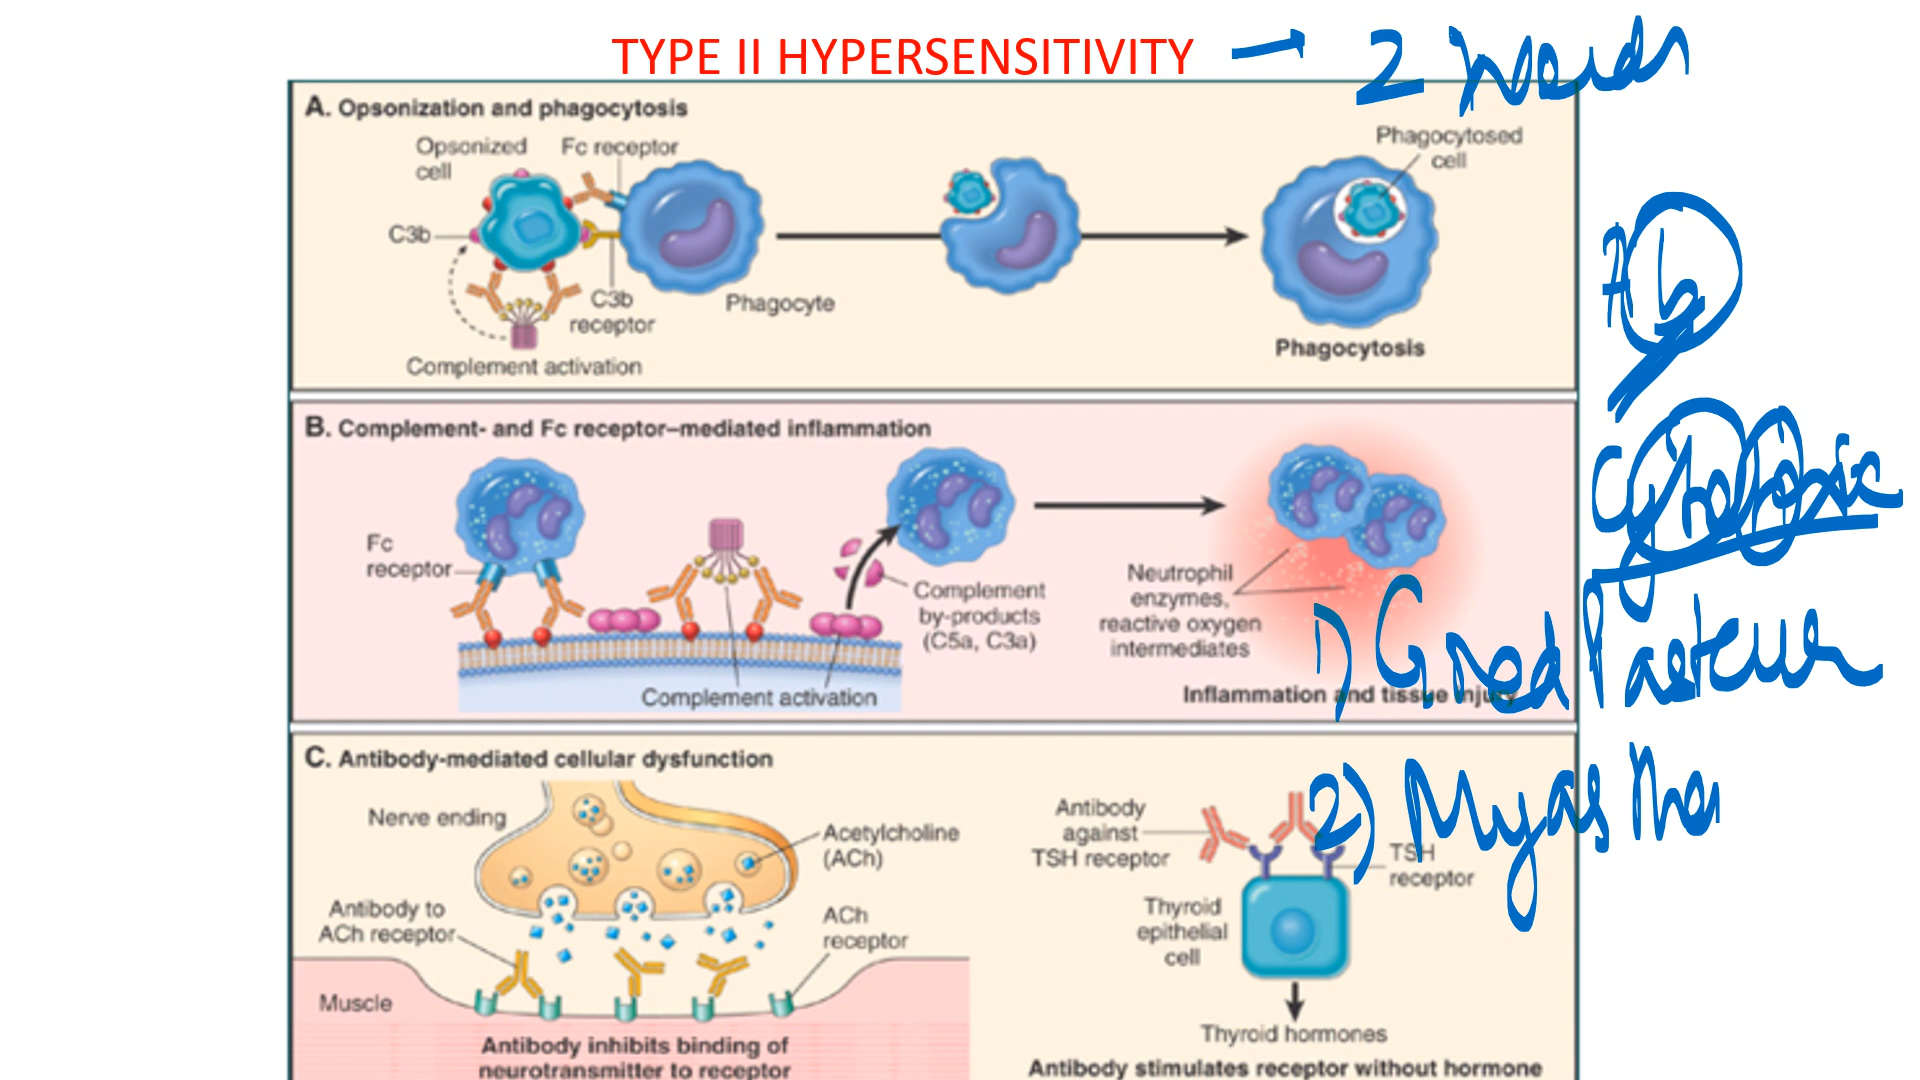 TYPE II HYPERSENSITIVITY – 2 words
A. Opsonization and phagocytosis
Opsonized
cell
Fc receptor
C3b
C3b
receptor
Phagocyte
Complement activation
Phagocytosed
cell
Phagocytosis
Ab
Cytotoxic
B. Complement- and Fc receptor–mediated inflammation
Fc
receptor
Complement
by-products
(C5a, C3a)
Complement activation
Neutrophil
enzymes,
reactive oxygen
intermediates
Inflammation and tissue injury
1) Good Pasteur
C. Antibody-mediated cellular dysfunction
Nerve ending
Acetylcholine
(ACh)
Antibody to
ACh receptor
ACh
receptor
Muscle
Antibody inhibits binding of
neurotransmitter to receptor
Antibody
against
TSH receptor
TSH
receptor
Thyroid
epithelial
cell
Thyroid hormones
Antibody stimulates receptor without hormone
2) Myasthen